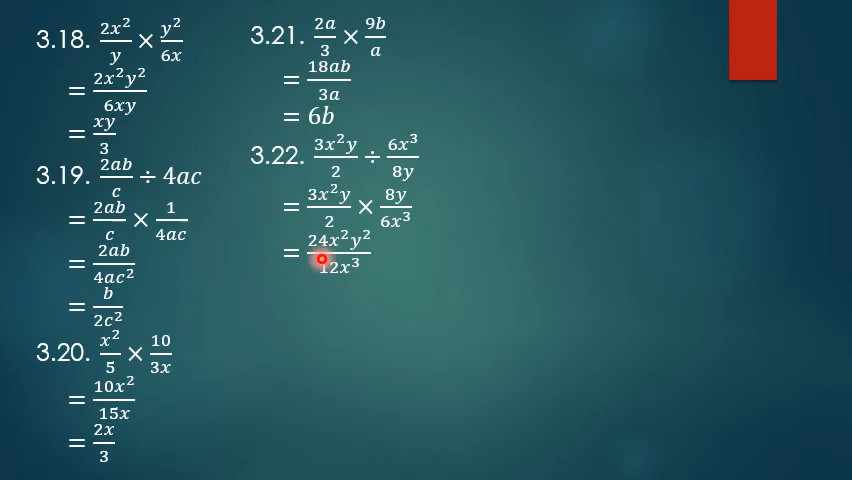 3.18. 2x²/y × y²/6x
= 2x²y²/6xy
= xy/3
3.19. 2ab/c ÷ 4ac
= 2ab/c × 1/4ac
= 2ab/4ac²
= b/2c²
3.20. x²/5 × 10/3x
= 10x²/15x
= 2x/3
3.21. 2a/3 × 9b/a
= 18ab/3a
= 6b
3.22. 3x²y/2 ÷ 6x³/8y
= 3x²y/2 × 8y/6x³
= 24x²y²/12x³